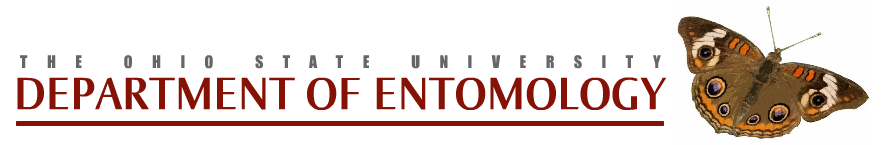 THE OHIO STATE UNIVERSITY
DEPARTMENT OF ENTOMOLOGY